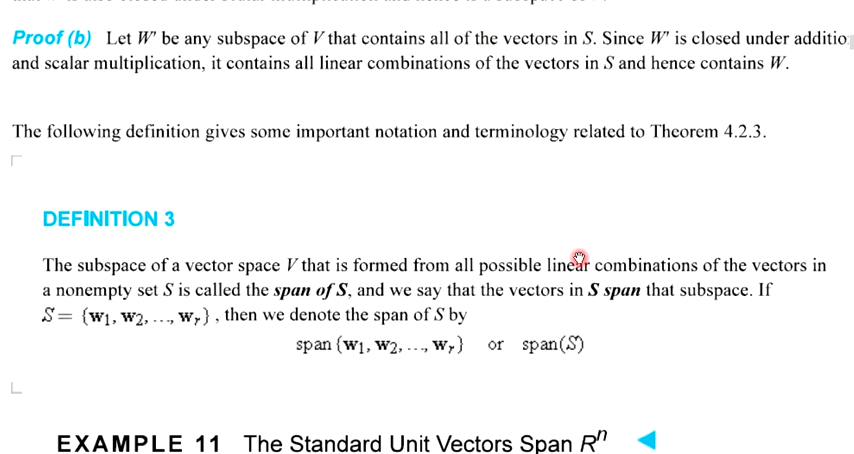 Proof (b) Let W′ be any subspace of V that contains all of the vectors in S. Since W′ is closed under additio
and scalar multiplication, it contains all linear combinations of the vectors in S and hence contains W.
The following definition gives some important notation and terminology related to Theorem 4.2.3.
DEFINITION 3
The subspace of a vector space V that is formed from all possible linear combinations of the vectors in
a nonempty set S is called the span of S, and we say that the vectors in S span that subspace. If
S = {w₁, w₂, ..., wᵣ}, then we denote the span of S by
span {w₁, w₂, ..., wᵣ} or span(S)
EXAMPLE 11 The Standard Unit Vectors Span Rⁿ